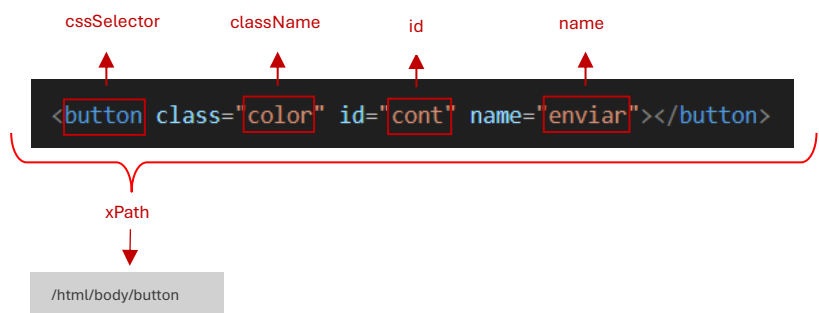 cssSelector className id name
<button class="color" id="cont" name="enviar"></button>
xPath
/html/body/button